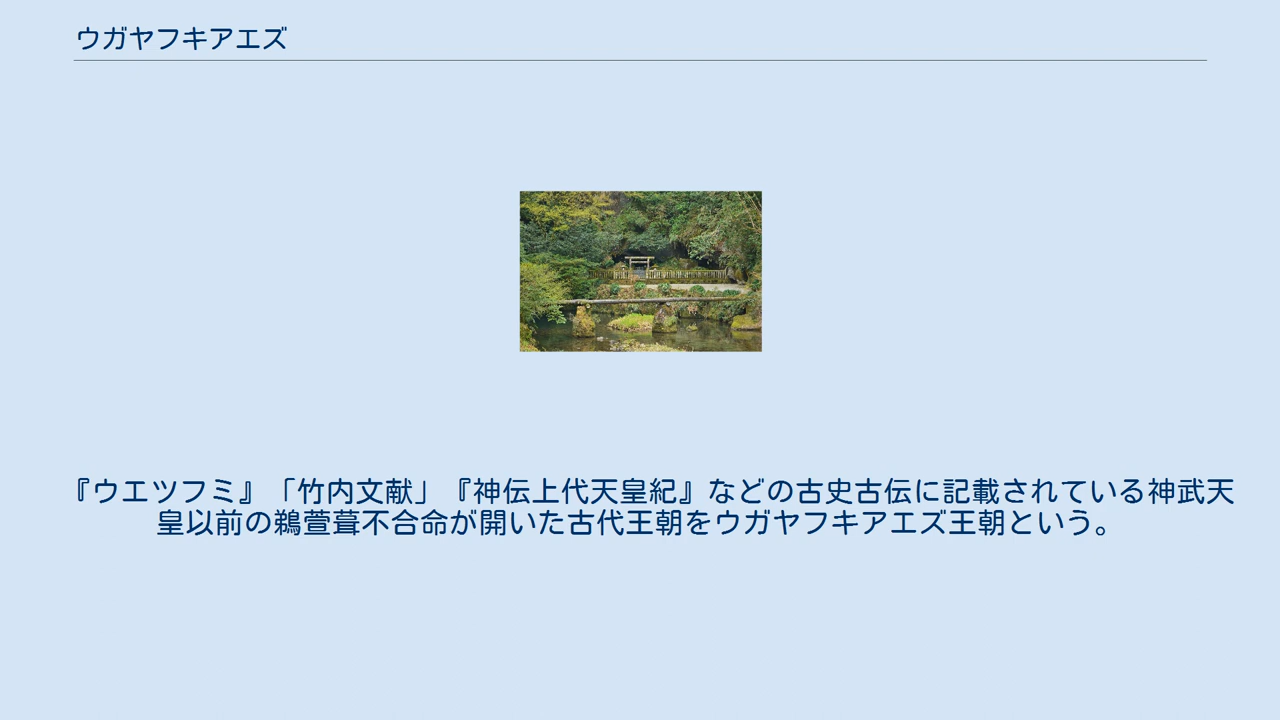 ウガヤフキアエズ
『ウエツフミ』「竹内文献」『神伝上代天皇紀』などの古史古伝に記載されている神武天
皇以前の鵜萱葺不合命が開いた古代王朝をウガヤフキアエズ王朝という。